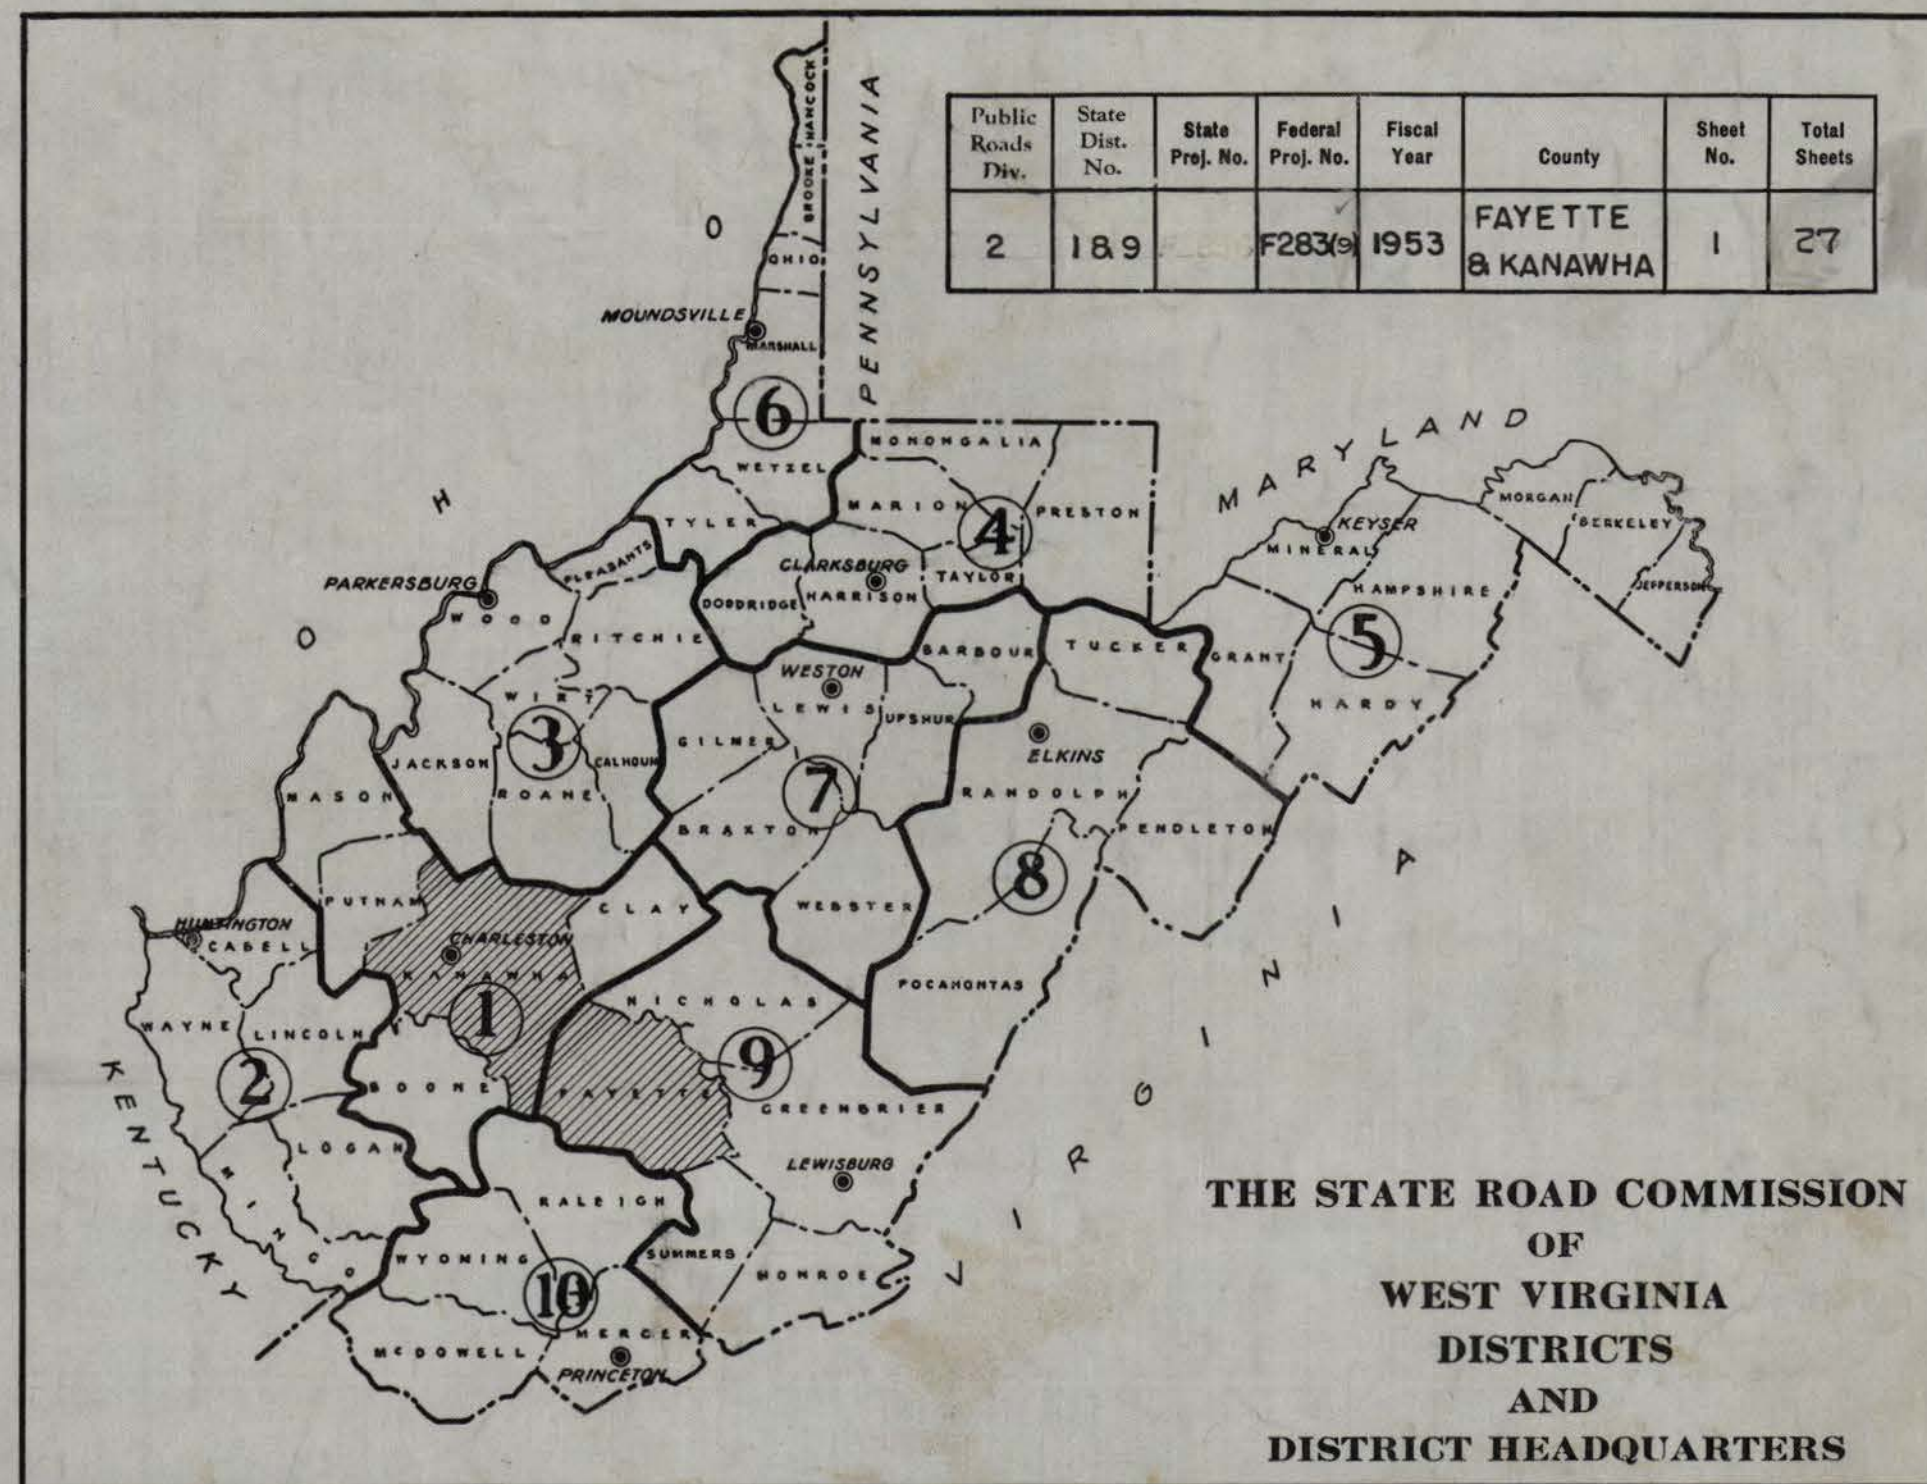 Public Roads Div.
State Dist. No.
State Proj. No.
Federal Proj. No.
Fiscal Year
County
Sheet No.
Total Sheets
2
1 & 9
F283(9)
1953
FAYETTE & KANAWHA
1
27
HANCOCK
BROOKE
OHIO
PENNSYLVANIA
MOUNDSVILLE
MARSHALL
6
WETZEL
TYLER
MONONGALIA
MARION
4
PRESTON
CLARKSBURG
HARRISON
TAYLOR
DODDRIDGE
MARYLAND
MORGAN
BERKELEY
JEFFERSON
KEYSER
MINERAL
HAMPSHIRE
5
GRANT
HARDY
OHIO
PARKERSBURG
PLEASANTS
WOOD
RITCHIE
WIRT
3
JACKSON
CALHOUN
ROANE
WESTON
LEWIS
UPSHUR
GILMER
7
BRAXTON
BARBOUR
TUCKER
ELKINS
RANDOLPH
PENDLETON
8
WEBSTER
POCAHONTAS
MASON
PUTNAM
CLAY
HUNTINGTON
CABELL
CHARLESTON
KANAWHA
1
WAYNE
LINCOLN
2
BOONE
LOGAN
MINGO
KENTUCKY
NICHOLAS
FAYETTE
9
GREENBRIER
LEWISBURG
RALEIGH
SUMMERS
MONROE
WYOMING
10
MERCER
MCDOWELL
PRINCETON
VIRGINIA
THE STATE ROAD COMMISSION
OF
WEST VIRGINIA
DISTRICTS
AND
DISTRICT HEADQUARTERS